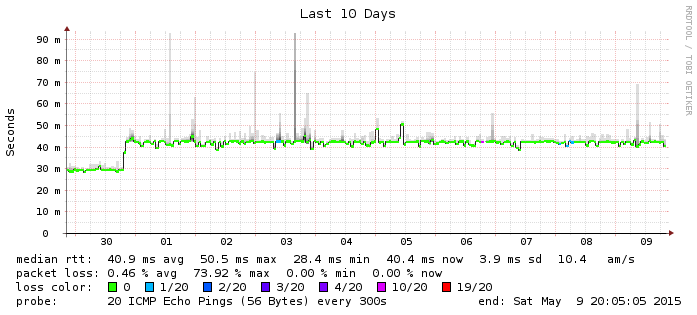 Last 10 Days
RRDTOOL / TOBI OETIKER
Seconds
90 m
80 m
70 m
60 m
50 m
40 m
30 m
20 m
10 m
0
30 01 02 03 04 05 06 07 08 09
median rtt: 40.9 ms avg 50.5 ms max 28.4 ms min 40.4 ms now 3.9 ms sd 10.4 am/s
packet loss: 0.46 % avg 73.92 % max 0.00 % min 0.00 % now
loss color: 0 1/20 2/20 3/20 4/20 10/20 19/20
probe: 20 ICMP Echo Pings (56 Bytes) every 300s end: Sat May 9 20:05:05 2015